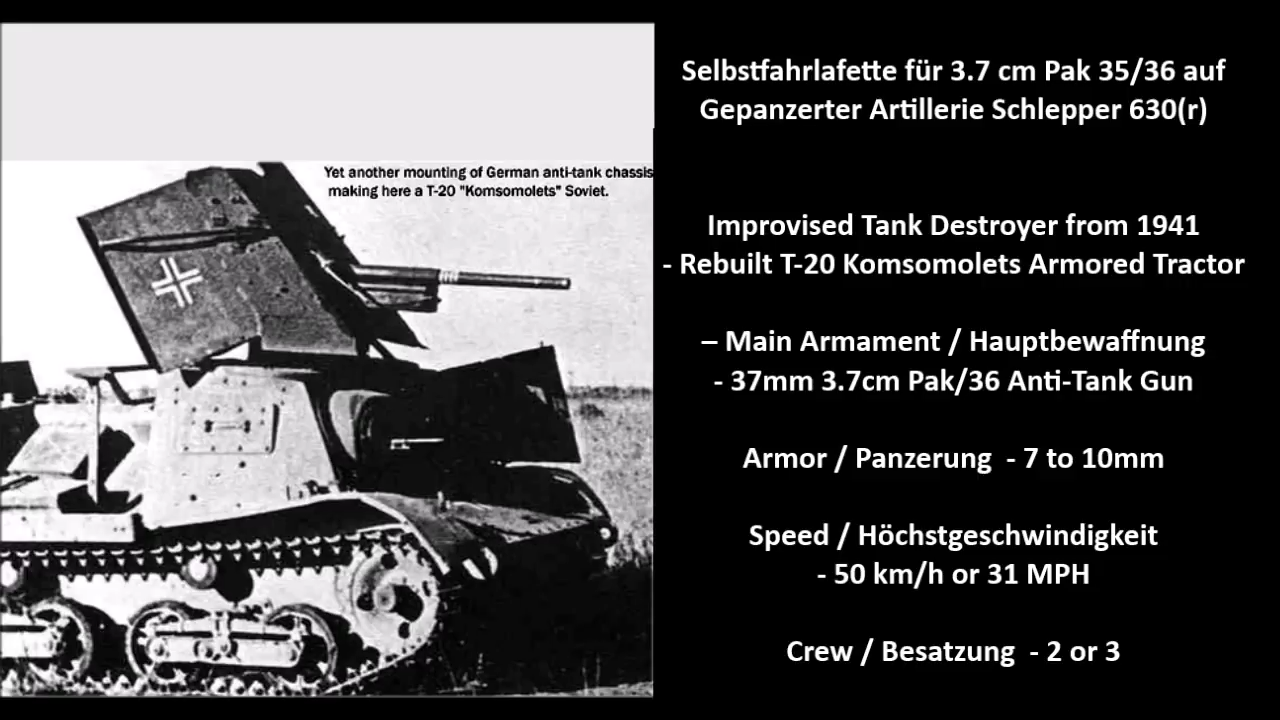 Selbstfahrlafette für 3.7 cm Pak 35/36 auf
Gepanzerter Artillerie Schlepper 630(r)
Yet another mounting of German anti-tank chassis
making here a T-20 "Komsomolets" Soviet.
Improvised Tank Destroyer from 1941
- Rebuilt T-20 Komsomolets Armored Tractor
– Main Armament / Hauptbewaffnung
- 37mm 3.7cm Pak/36 Anti-Tank Gun
Armor / Panzerung - 7 to 10mm
Speed / Höchstgeschwindigkeit
- 50 km/h or 31 MPH
Crew / Besatzung - 2 or 3